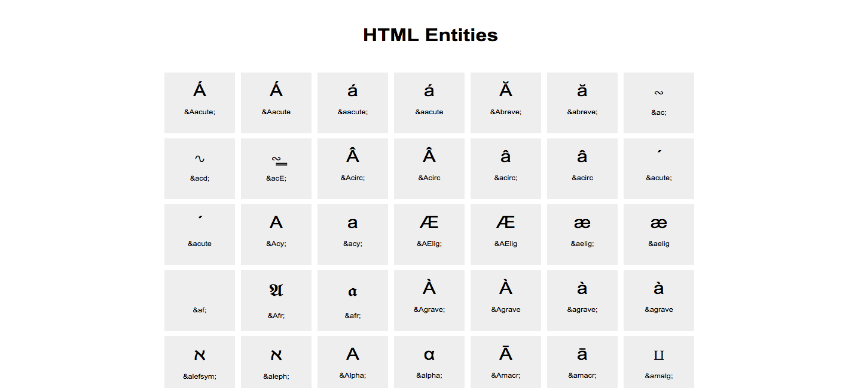 HTML Entities
Á Á á á Ă ă ∾
&Aacute; &Aacute &aacute; &aacute &Abreve; &abreve; &ac;
∿ ∾̳ Â Â â â ´
&acd; &acE; &Acirc; &Acirc &acirc; &acirc &acute;
´ А а Æ Æ æ æ
&acute &Acy; &acy; &AElig; &AElig &aelig; &aelig
𝔄 𝔞 À À à à
&af; &Afr; &afr; &Agrave; &Agrave &agrave; &agrave
ℵ ℵ Α α Ā ā ⨿
&alefsym; &aleph; &Alpha; &alpha; &Amacr; &amacr; &amalg;